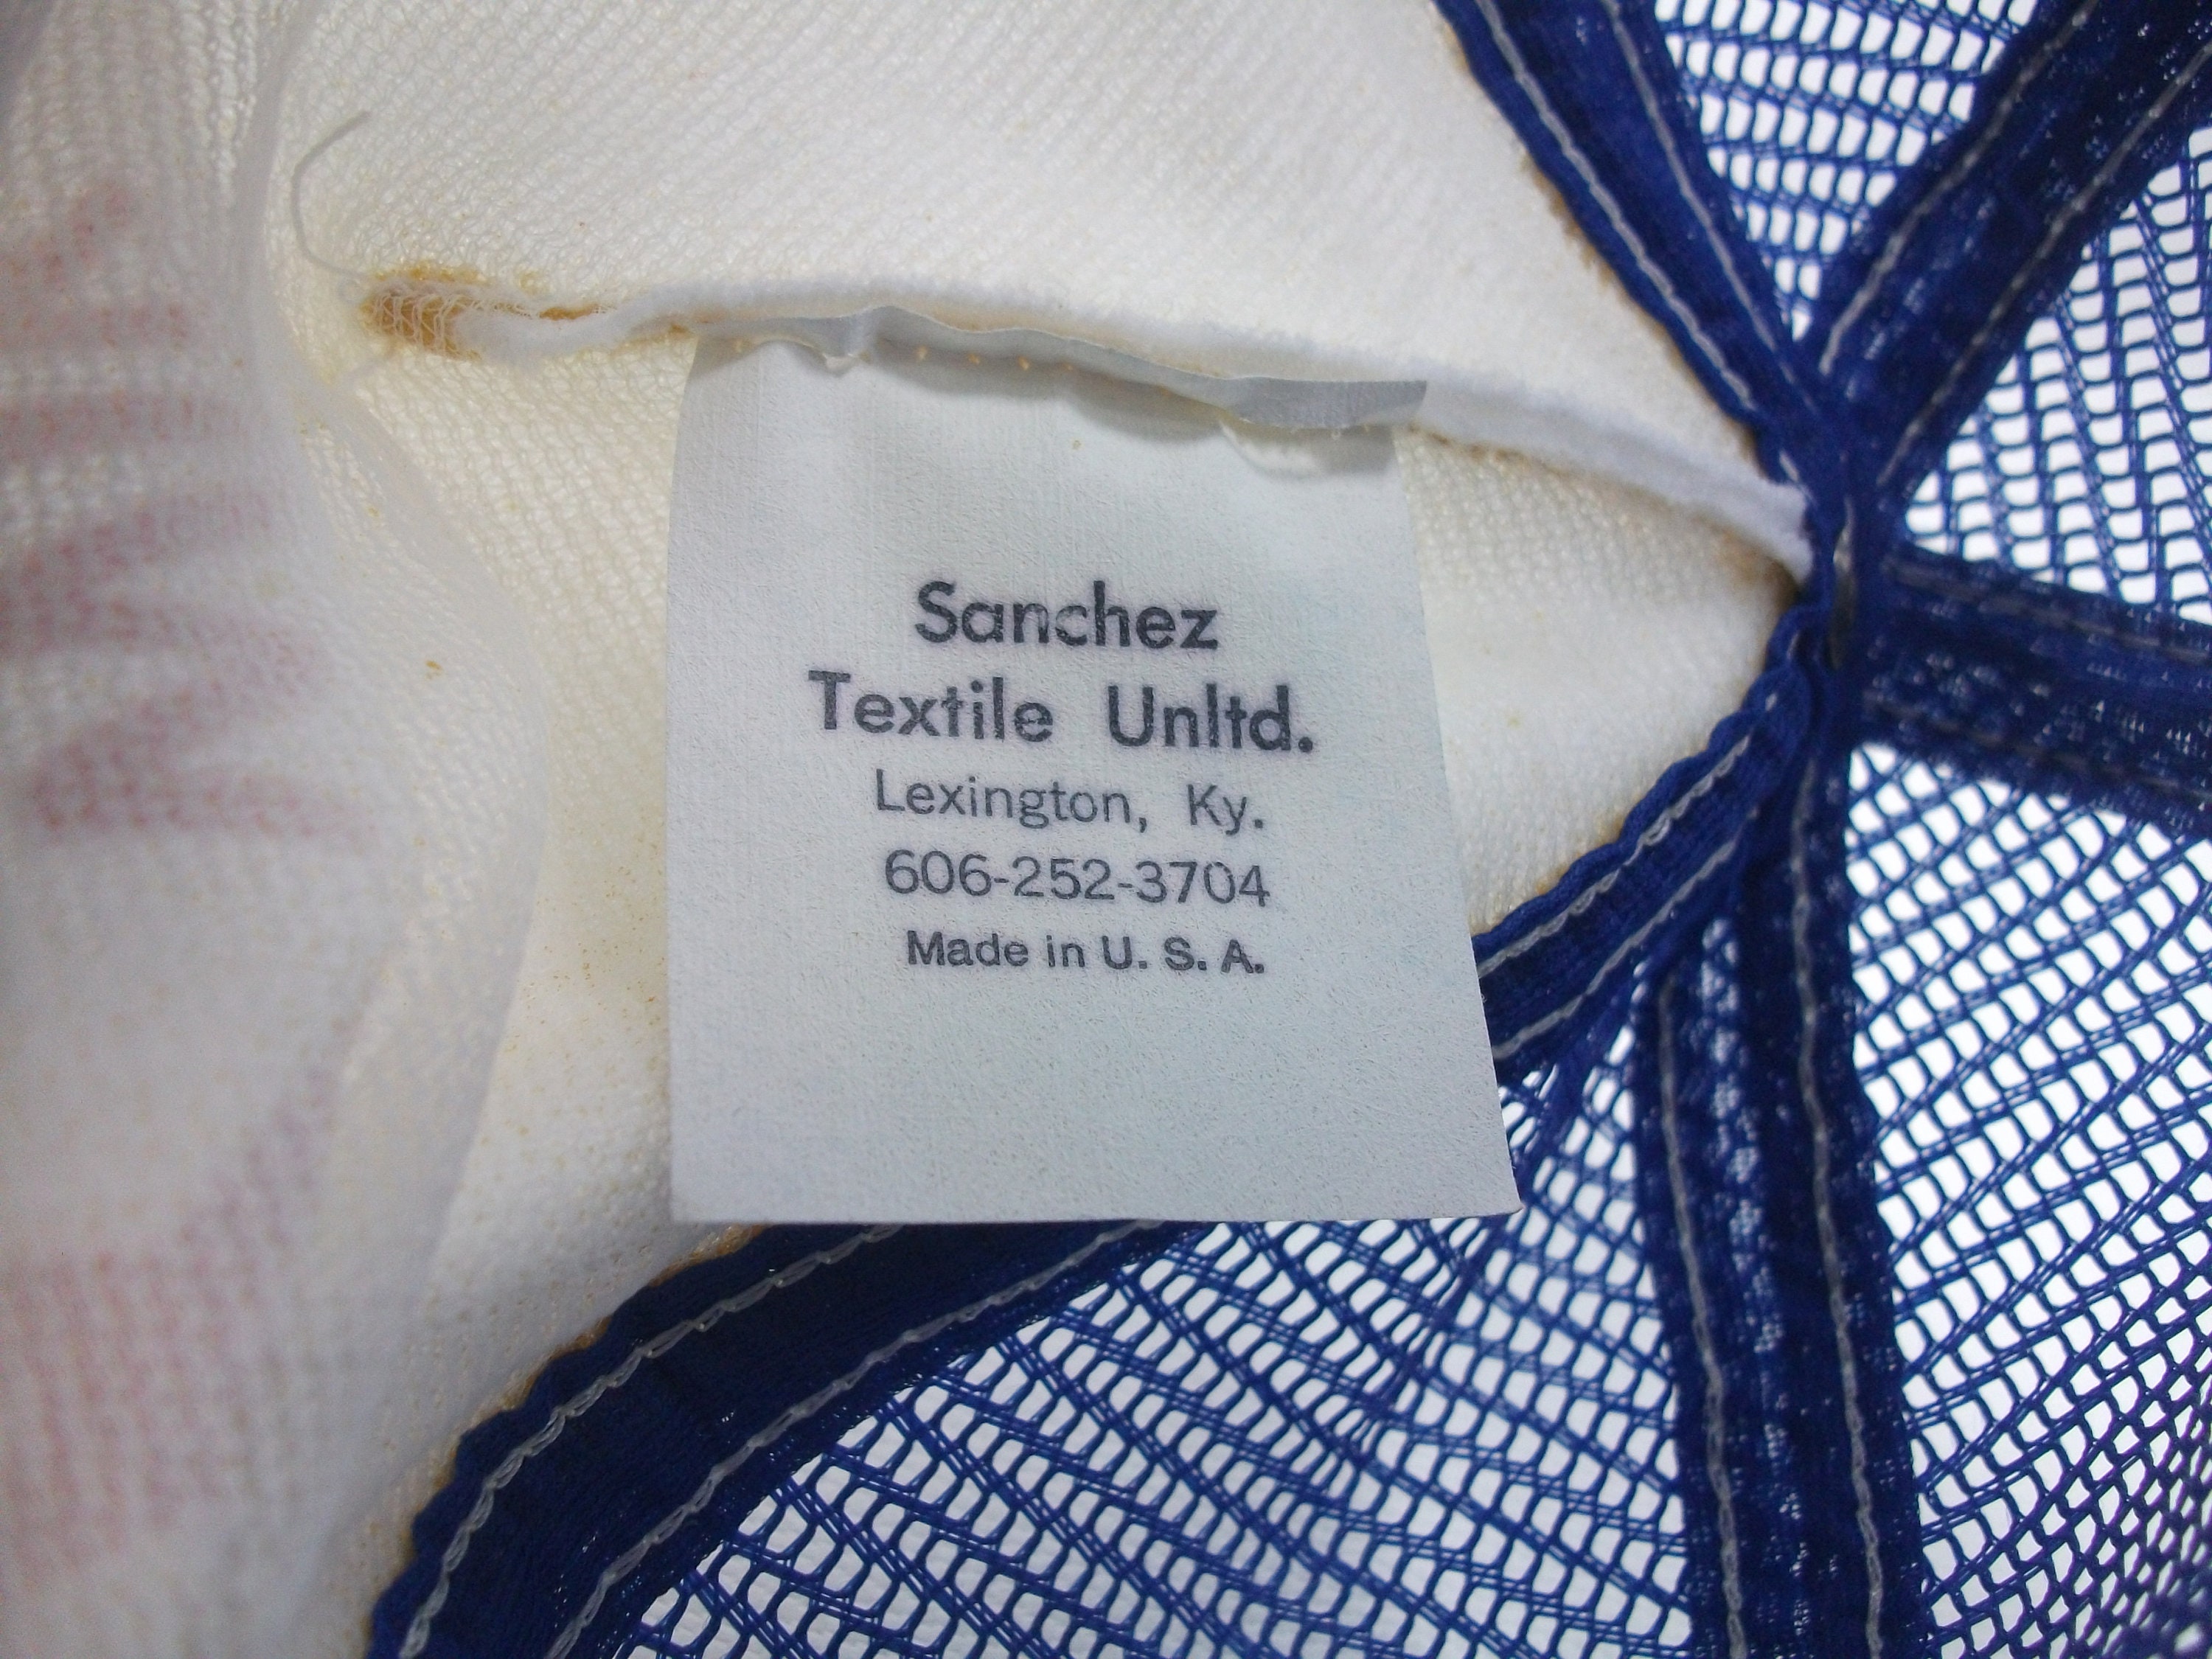 Sanchez
Textile Unltd.
Lexington, Ky.
606-252-3704
Made in U. S. A.